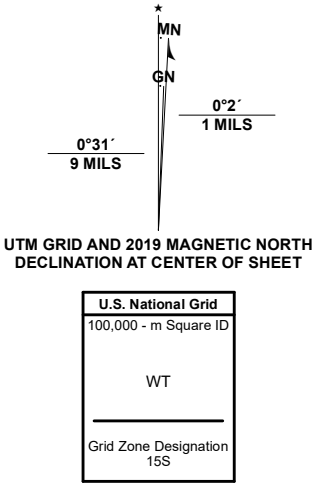 ★
MN
GN
0°2´
1 MILS
0°31´
9 MILS
UTM GRID AND 2019 MAGNETIC NORTH
DECLINATION AT CENTER OF SHEET
U.S. National Grid
100,000 - m Square ID
WT
Grid Zone Designation
15S